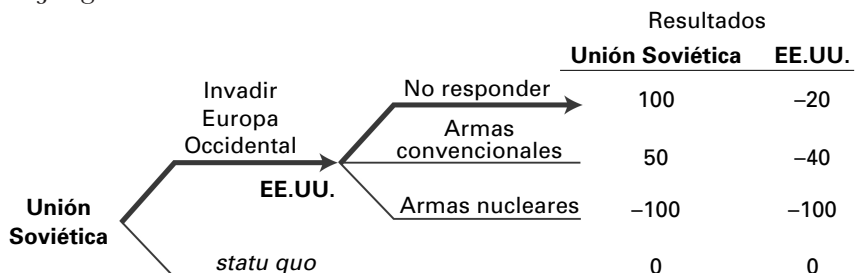 Resultados
Unión Soviética EE.UU.
Invadir
Europa
Occidental
No responder 100 –20
Armas
convencionales 50 –40
EE.UU.
Armas nucleares –100 –100
Unión
Soviética
statu quo 0 0